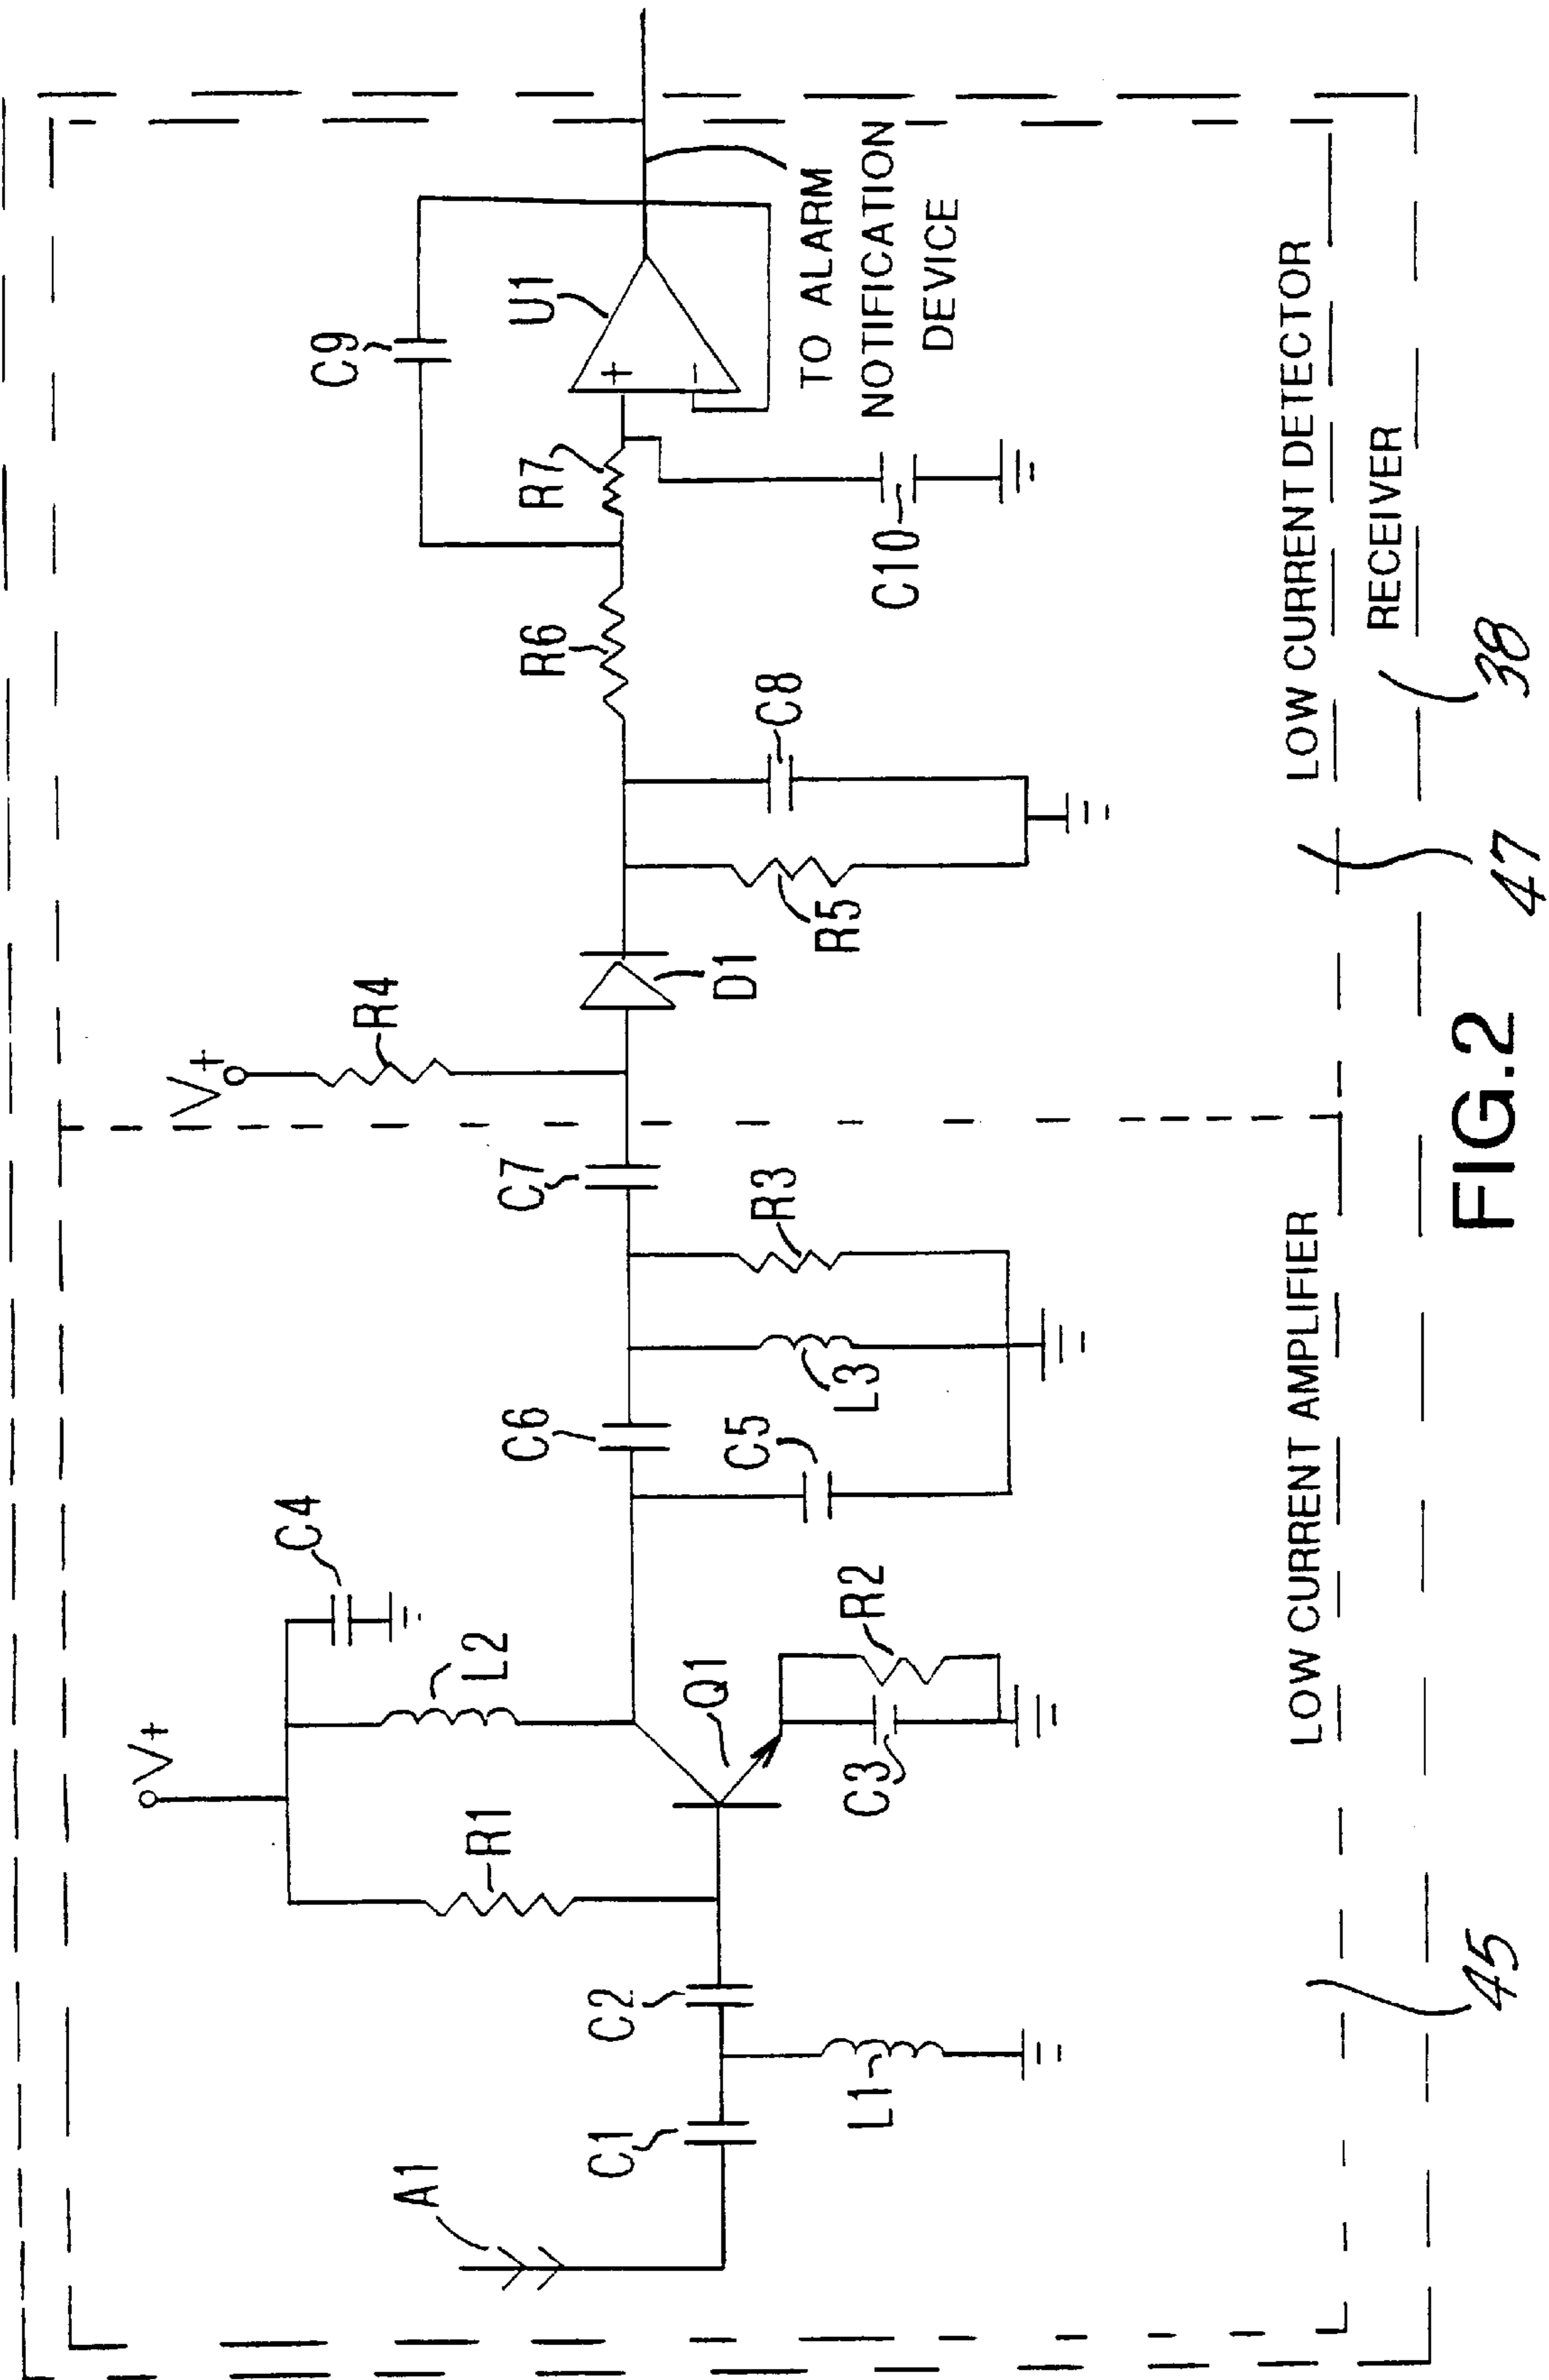 A1
C1
L1
C2
R1
V+
L2
C4
Q1
C3
R2
C5
C6
L3
R3
C7
V+
R4
D1
R5
C8
R6
R7
C9
C10
U1
+
-
TO ALARM
NOTIFICATION
DEVICE
LOW CURRENT AMPLIFIER
LOW CURRENT DETECTOR
RECEIVER
45
47
38
FIG.2